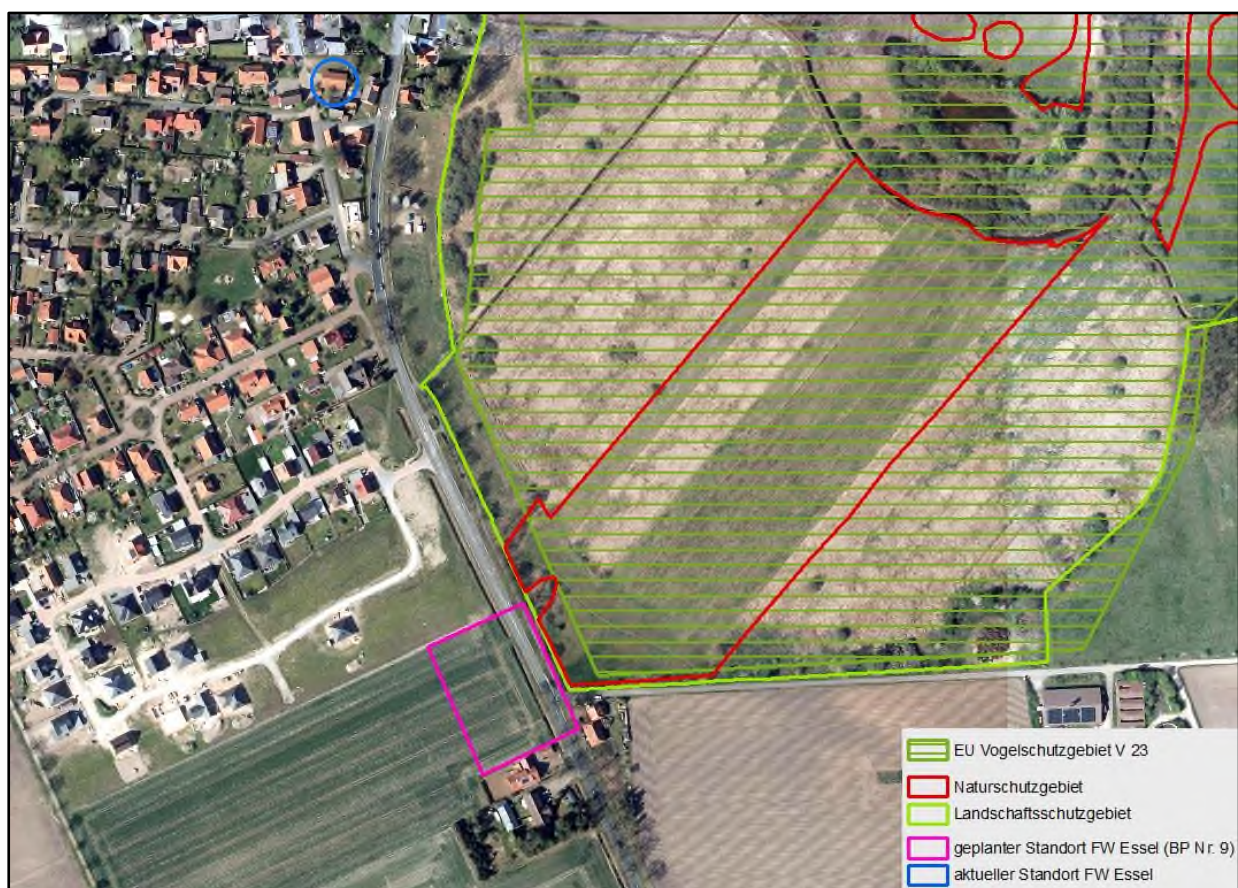 EU Vogelschutzgebiet V 23
Naturschutzgebiet
Landschaftsschutzgebiet
geplanter Standort FW Essel (BP Nr. 9)
aktueller Standort FW Essel